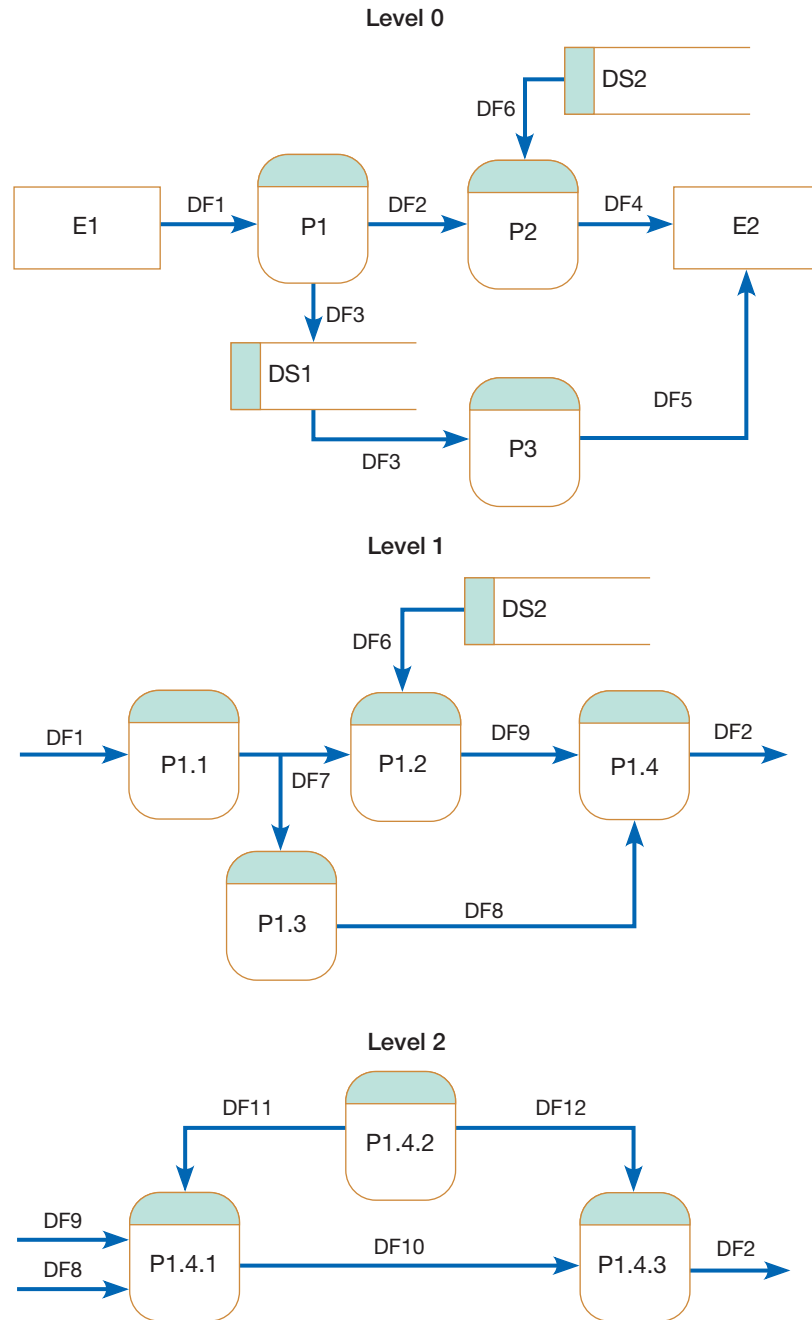 Level 0
DS2
DF6
E1
DF1
P1
DF2
P2
DF4
E2
DF3
DS1
DF3
P3
DF5
Level 1
DS2
DF6
DF1
P1.1
DF7
P1.2
DF9
P1.4
DF2
P1.3
DF8
Level 2
DF11
P1.4.2
DF12
DF9
DF8
P1.4.1
DF10
P1.4.3
DF2